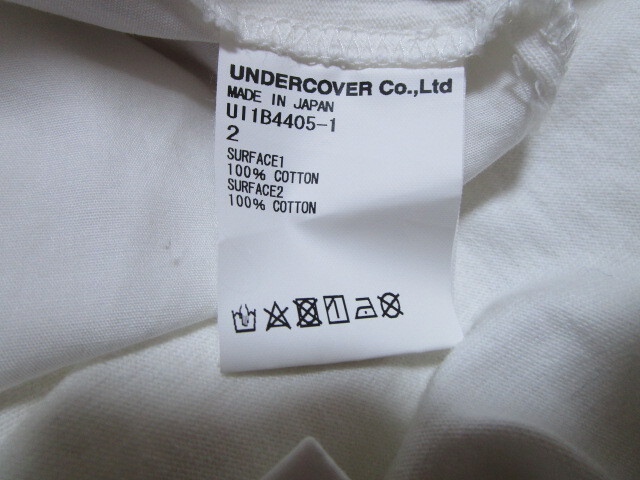 UNDERCOVER Co.,Ltd
MADE IN JAPAN
UI1B4405-1
2
SURFACE1
100% COTTON
SURFACE2
100% COTTON